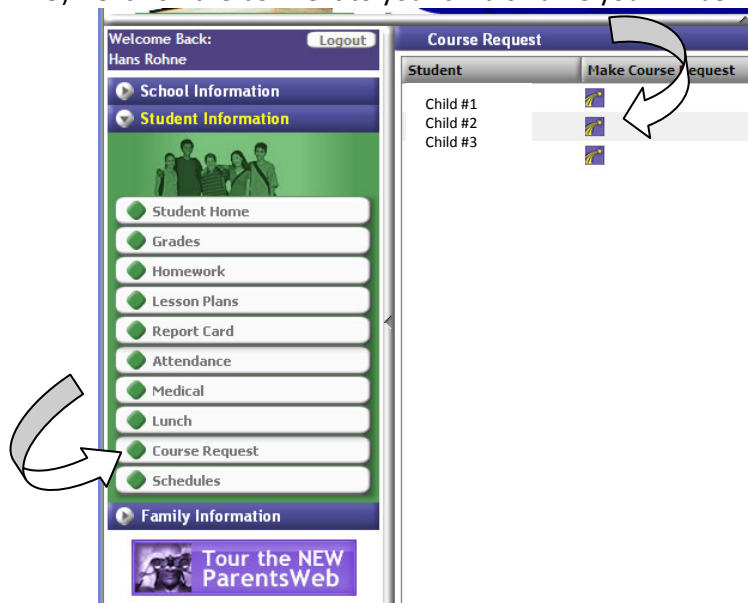 Welcome Back:
Logout
Hans Rohne
School Information
Student Information
Student Home
Grades
Homework
Lesson Plans
Report Card
Attendance
Medical
Lunch
Course Request
Schedules
Family Information
Tour the NEW
ParentsWeb
Course Request
Student
Make Course
Child #1
Child #2
Child #3